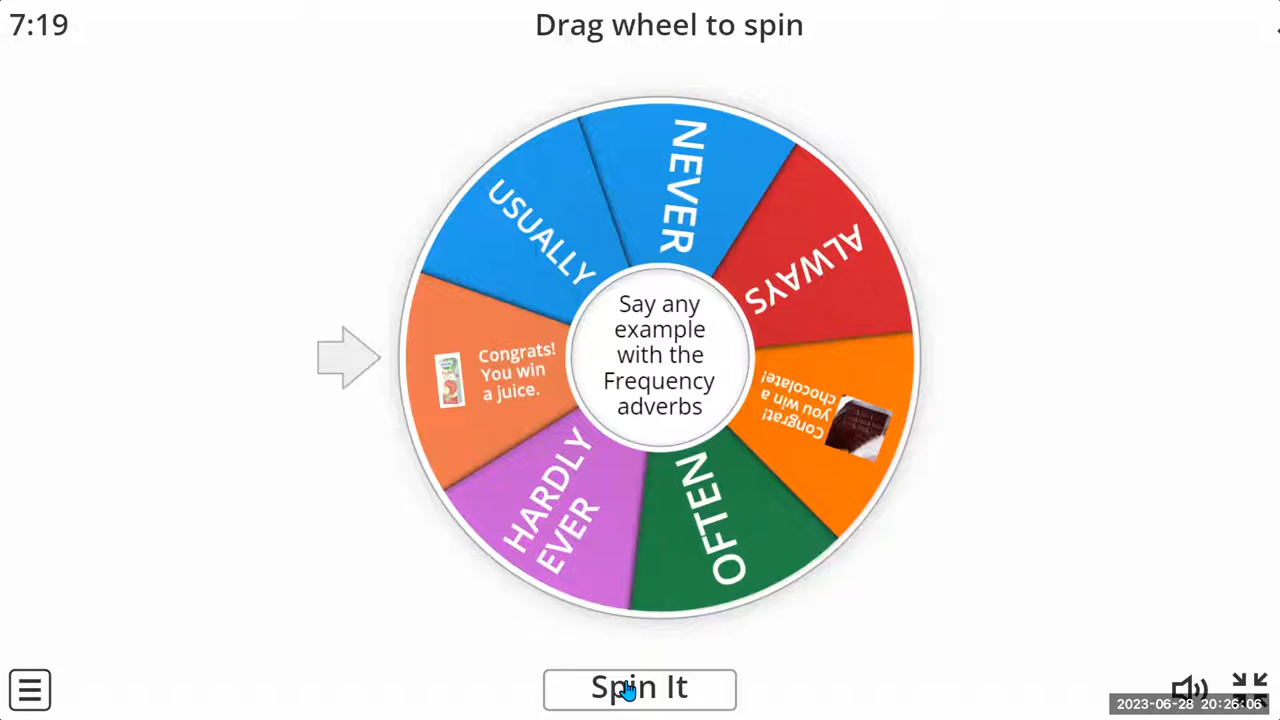 7:19
Drag wheel to spin
NEVER
USUALLY
ALWAYS
Say any
example
with the
Frequency
adverbs
Congrats!
You win
a juice.
Congrat!
you win a
chocolate!
HARDLY
EVER
OFTEN
Spin It
2023-06-28 20:26:06